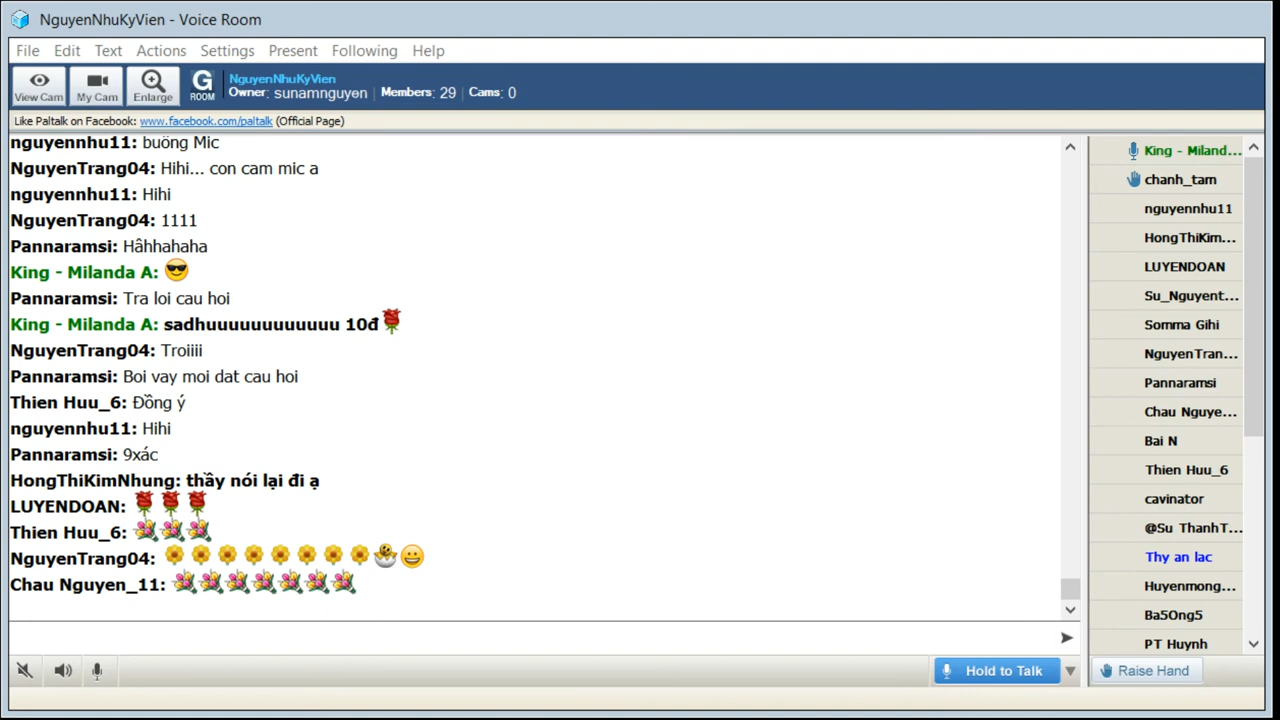 NguyenNhuKyVien - Voice Room
File Edit Text Actions Settings Present Following Help
View Cam My Cam Enlarge G ROOM NguyenNhuKyVien
Owner: sunamnguyen | Members: 29 | Cams: 0
Like Paltalk on Facebook: www.facebook.com/paltalk (Official Page)
nguyennhu11: buông Mic
NguyenTrang04: Hihi... con cam mic a
nguyennhu11: Hihi
NguyenTrang04: 1111
Pannaramsi: Hâhhahaha
King - Milanda A:
Pannaramsi: Tra loi cau hoi
King - Milanda A: sadhuuuuuuuuuuuu 10đ
NguyenTrang04: Troiiii
Pannaramsi: Boi vay moi dat cau hoi
Thien Huu_6: Đồng ý
nguyennhu11: Hihi
Pannaramsi: 9xác
HongThiKimNhung: thầy nói lại đi ạ
LUYENDOAN:
Thien Huu_6:
NguyenTrang04:
Chau Nguyen_11:
King - Miland...
chanh_tam
nguyennhu11
HongThiKim...
LUYENDOAN
Su_Nguyent...
Somma Gihi
NguyenTran...
Pannaramsi
Chau Nguye...
Bai N
Thien Huu_6
cavinator
@Su ThanhT...
Thy an lac
Huyenmong...
Ba5Ong5
PT Huynh
Hold to Talk
Raise Hand